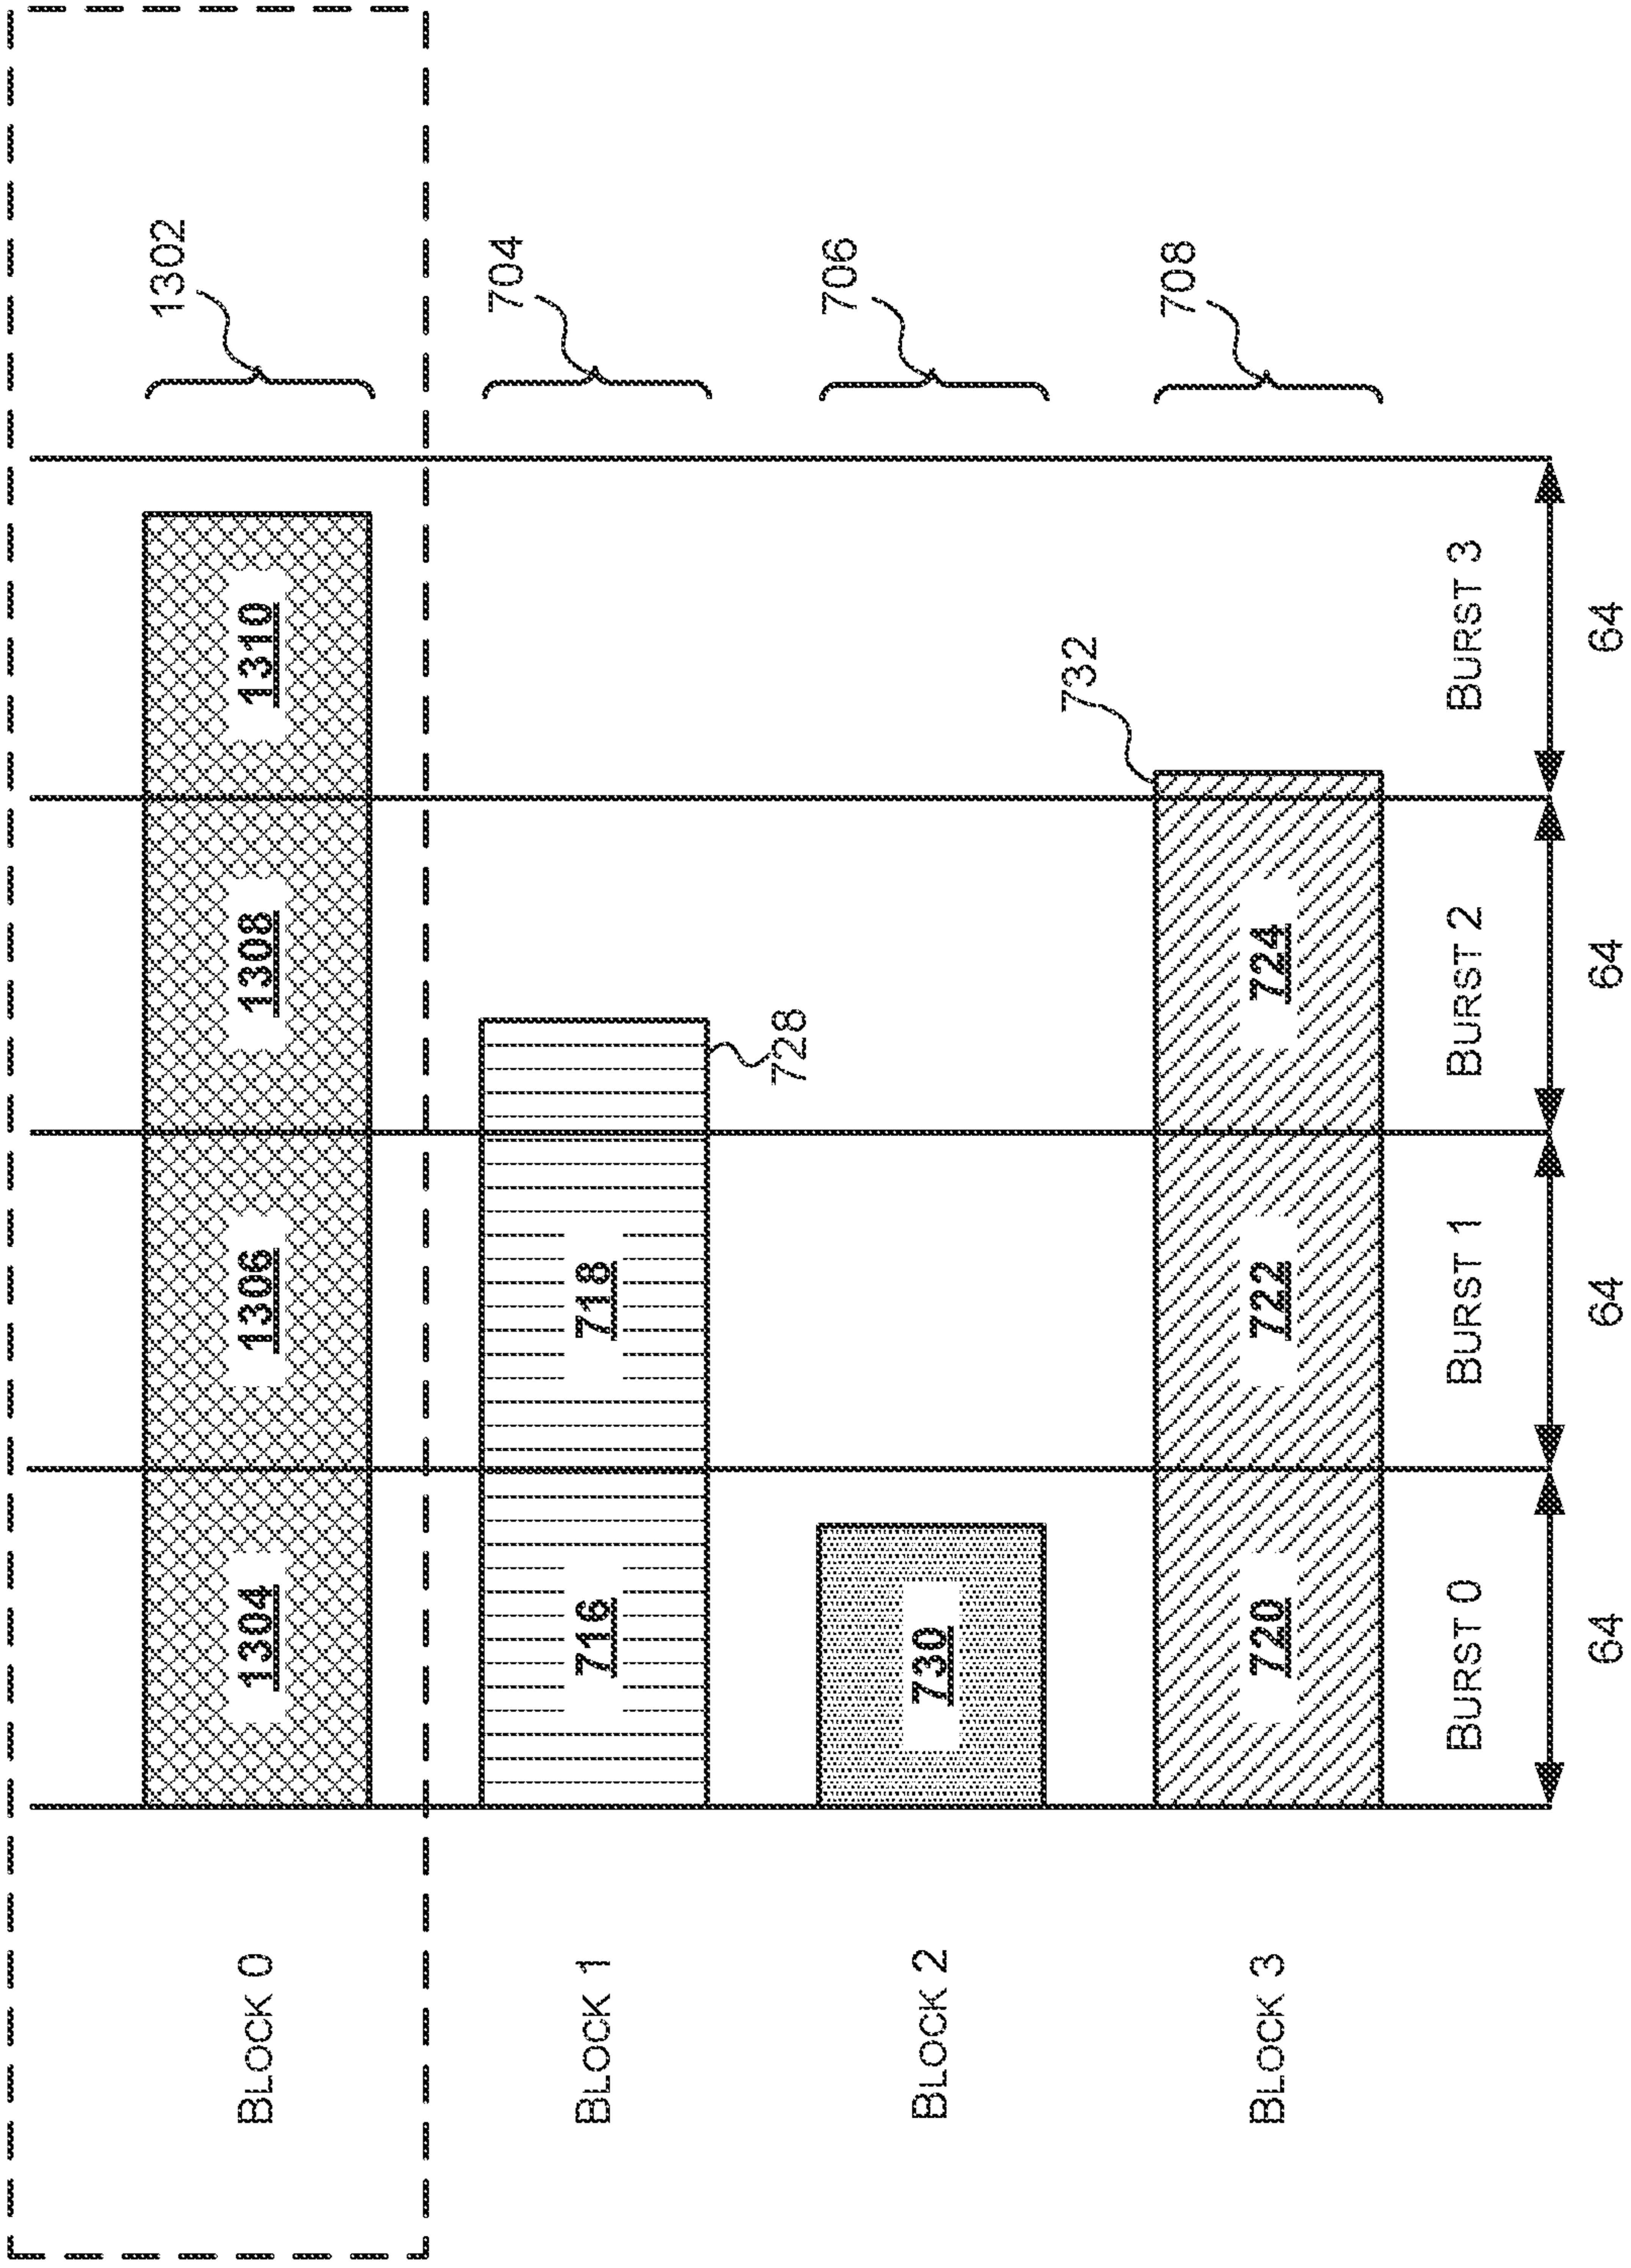 BLOCK 0
1304
1306
1308
1310
1302
BLOCK 1
716
718
728
704
BLOCK 2
730
706
BLOCK 3
720
722
724
732
708
BURST 0
BURST 1
BURST 2
BURST 3
64
64
64
64